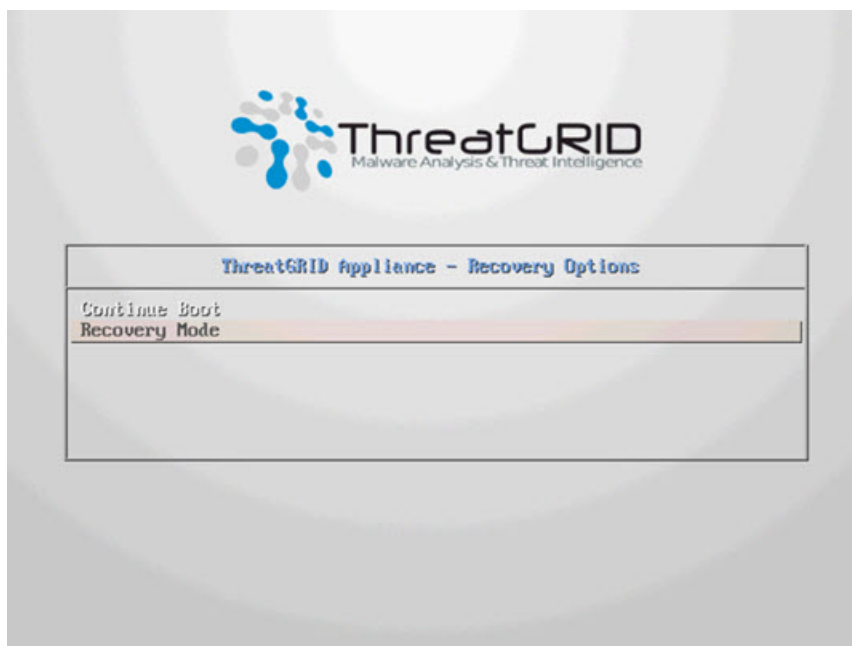 ThreatGRID
Malware Analysis & Threat Intelligence
ThreatGRID Appliance - Recovery Options
Continue Boot
Recovery Mode